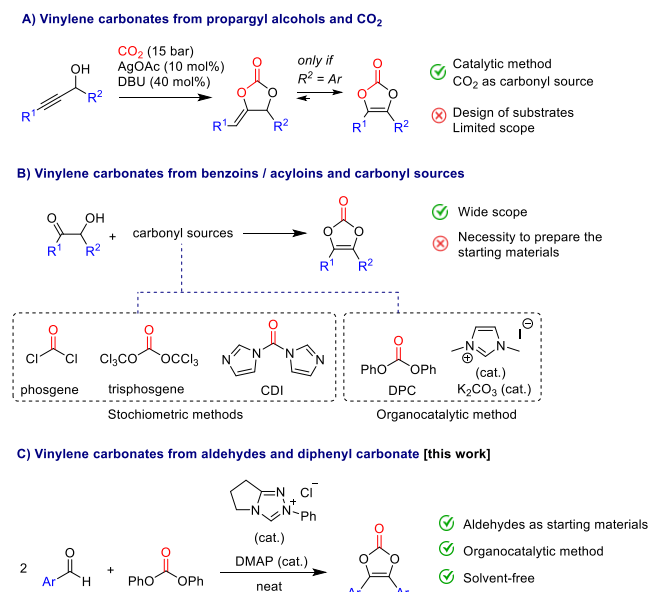 A) Vinylene carbonates from propargyl alcohols and CO2
OH
R1
R2
CO2 (15 bar)
AgOAc (10 mol%)
DBU (40 mol%)
O
O
O
R1
R2
only if
R2 = Ar
O
O
O
R1
R2
Catalytic method
CO2 as carbonyl source
Design of substrates
Limited scope
B) Vinylene carbonates from benzoins / acyloins and carbonyl sources
O
OH
R1
R2
+
carbonyl sources
O
O
O
R1
R2
Wide scope
Necessity to prepare the
starting materials
O
Cl
Cl
phosgene
O
Cl3CO
OCCl3
trisphosgene
O
N
N
N
N
CDI
Stochiometric methods
O
PhO
OPh
DPC
N
N
+
I−
(cat.)
K2CO3 (cat.)
Organocatalytic method
C) Vinylene carbonates from aldehydes and diphenyl carbonate [this work]
2
O
Ar
H
+
O
PhO
OPh
N
N
N
+
Ph
Cl−
(cat.)
DMAP (cat.)
neat
O
O
O
Ar
Ar
Aldehydes as starting materials
Organocatalytic method
Solvent-free